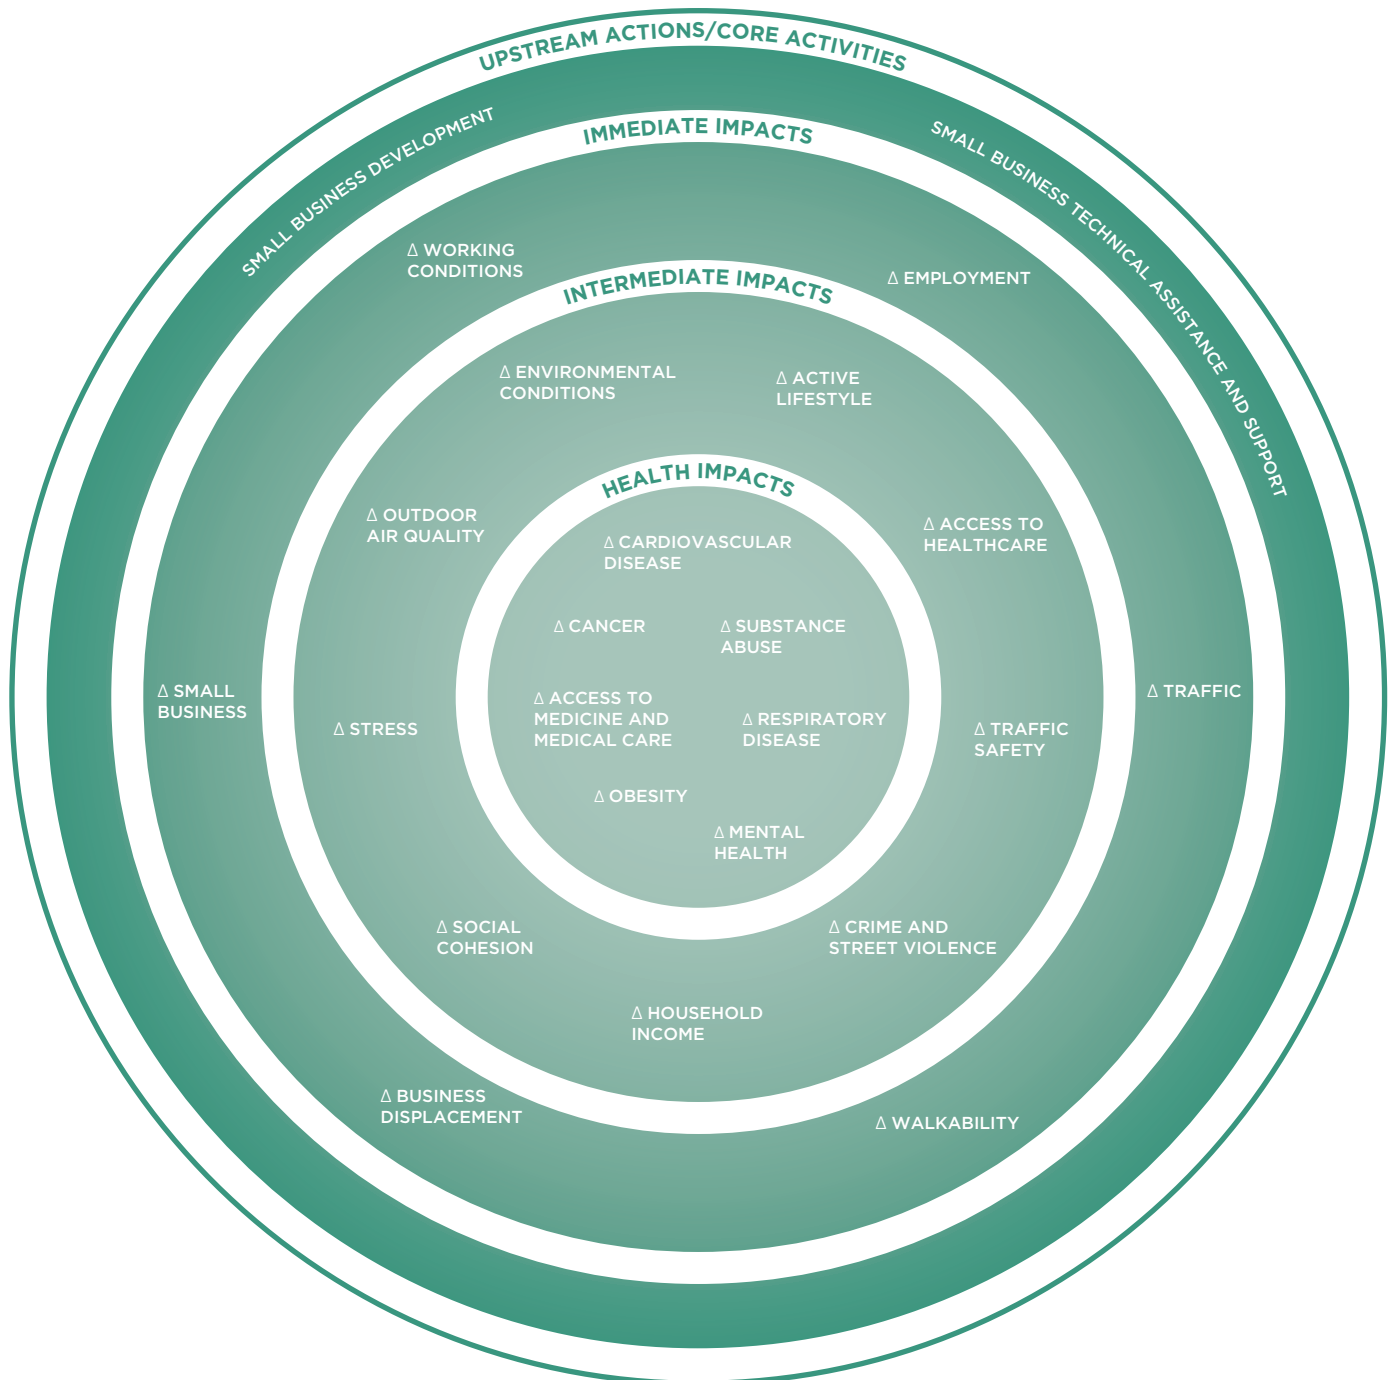 UPSTREAM ACTIONS/CORE ACTIVITIES
SMALL BUSINESS DEVELOPMENT
SMALL BUSINESS TECHNICAL ASSISTANCE AND SUPPORT
IMMEDIATE IMPACTS
Δ WORKING
CONDITIONS
Δ EMPLOYMENT
Δ SMALL
BUSINESS
Δ TRAFFIC
Δ BUSINESS
DISPLACEMENT
Δ WALKABILITY
INTERMEDIATE IMPACTS
Δ ENVIRONMENTAL
CONDITIONS
Δ ACTIVE
LIFESTYLE
Δ OUTDOOR
AIR QUALITY
Δ ACCESS TO
HEALTHCARE
Δ STRESS
Δ TRAFFIC
SAFETY
Δ SOCIAL
COHESION
Δ CRIME AND
STREET VIOLENCE
Δ HOUSEHOLD
INCOME
HEALTH IMPACTS
Δ CARDIOVASCULAR
DISEASE
Δ CANCER
Δ SUBSTANCE
ABUSE
Δ ACCESS TO
MEDICINE AND
MEDICAL CARE
Δ RESPIRATORY
DISEASE
Δ OBESITY
Δ MENTAL
HEALTH